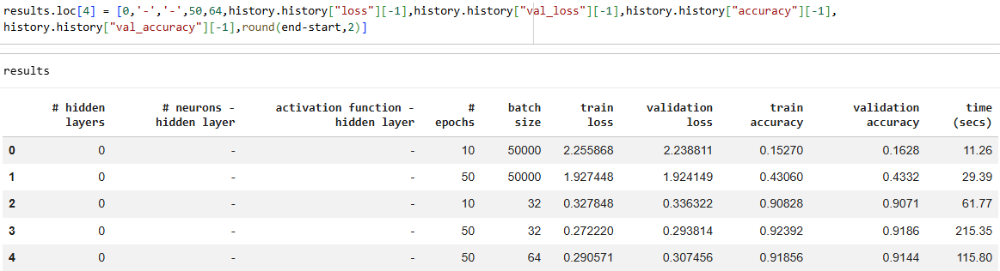 results.loc[4] = [0,'-','-',50,64,history.history["loss"][-1],history.history["val_loss"][-1],history.history["accuracy"][-1],
history.history["val_accuracy"][-1],round(end-start,2)]
results
# hidden layers # neurons - hidden layer activation function - hidden layer # epochs batch size train loss validation loss train accuracy validation accuracy time (secs)
0 0 - - 10 50000 2.255868 2.238811 0.15270 0.1628 11.26
1 0 - - 50 50000 1.927448 1.924149 0.43060 0.4332 29.39
2 0 - - 10 32 0.327848 0.336322 0.90828 0.9071 61.77
3 0 - - 50 32 0.272220 0.293814 0.92392 0.9186 215.35
4 0 - - 50 64 0.290571 0.307456 0.91856 0.9144 115.80